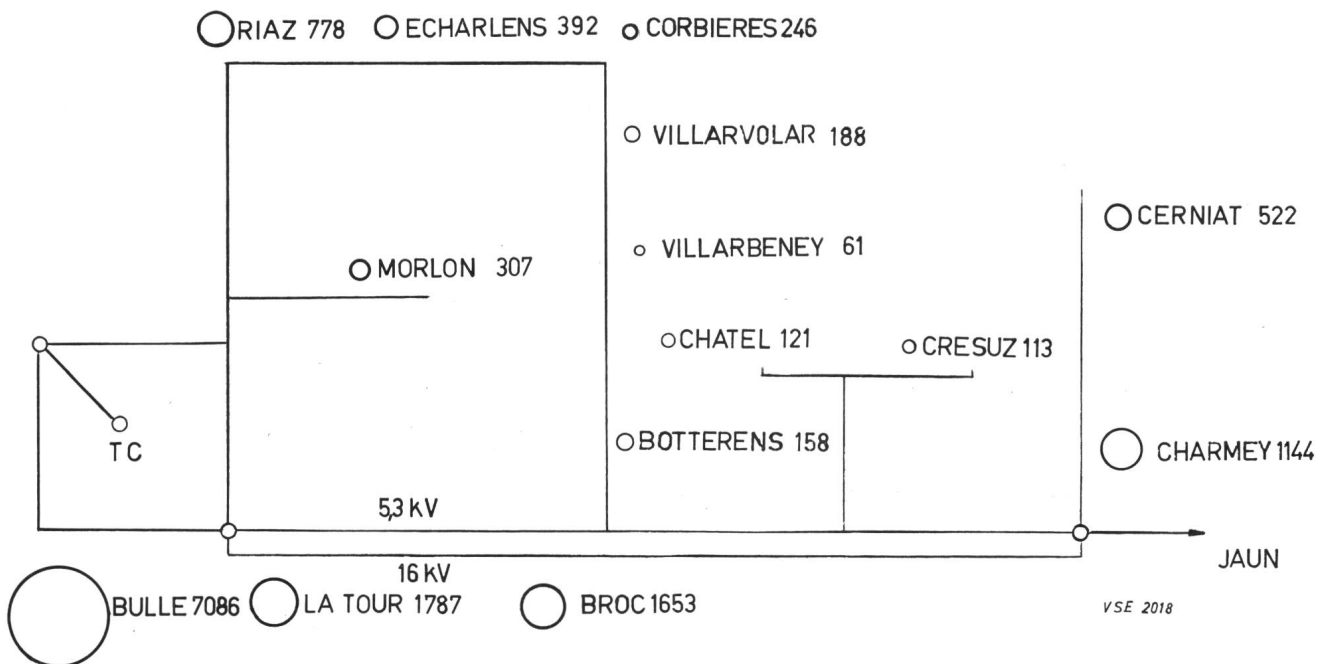 RIAZ 778 ECHARLENS 392 CORBIERES 246
VILLARVOLAR 188
CERNIAT 522
VILLARBENEY 61
MORLON 307
CHATEL 121 CRESUZ 113
TC
BOTTERENS 158
CHARMEY 1144
5,3 kV
JAUN
16 KV
BULLE 7086 LA TOUR 1787 BROC 1653
VSE 2018